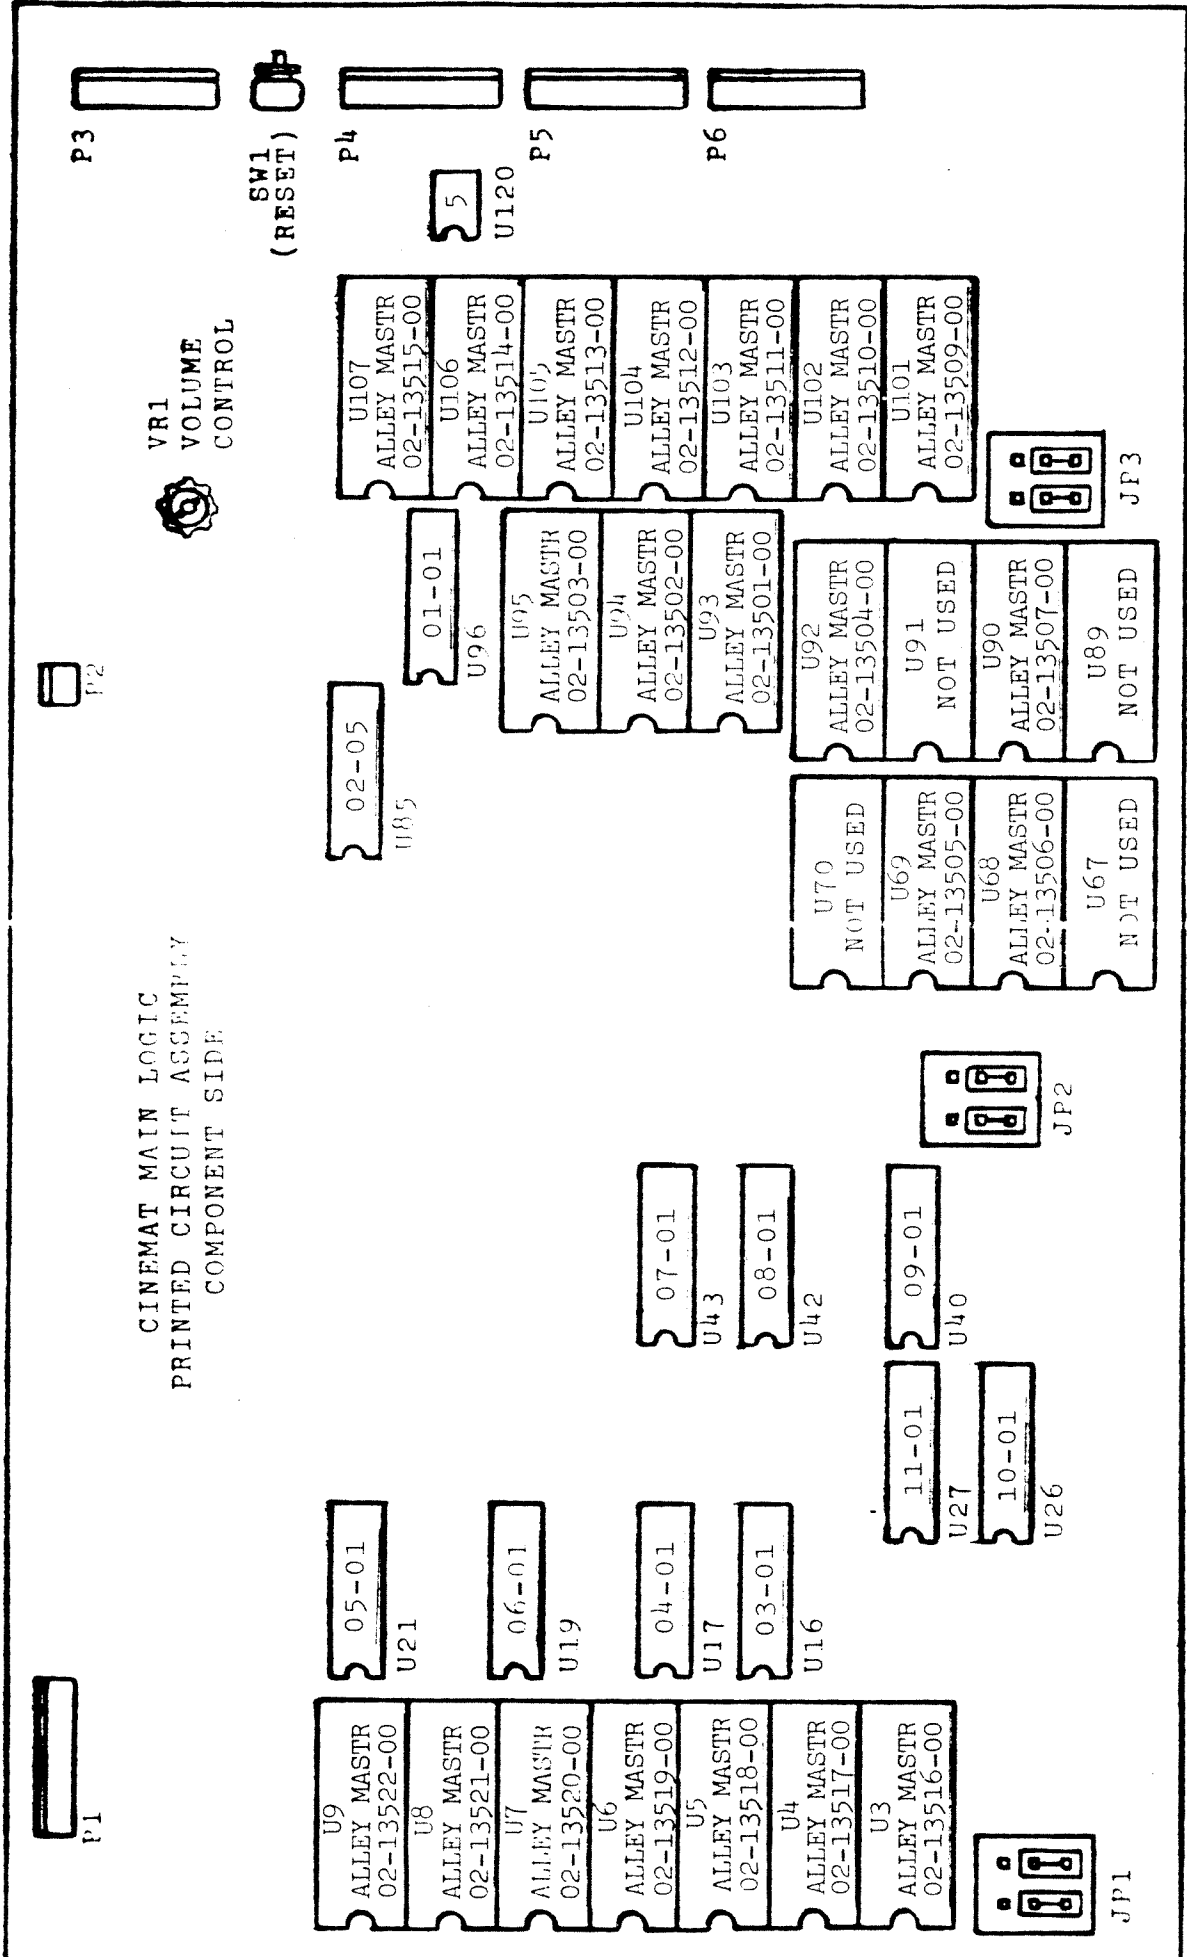 CINEMAT MAIN LOGIC
PRINTED CIRCUIT ASSEMBLY
COMPONENT SIDE
P1
P2
P3
SW1
(RESET)
P4
P5
P6
VR1
VOLUME
CONTROL
5
U120
U9
ALLEY MASTR
02-13522-00
U8
ALLEY MASTR
02-13521-00
U7
ALLEY MASTR
02-13520-00
U6
ALLEY MASTR
02-13519-00
U5
ALLEY MASTR
02-13518-00
U4
ALLEY MASTR
02-13517-00
U3
ALLEY MASTR
02-13516-00
JP1
05-01
U21
06-01
U19
04-01
U17
03-01
U16
11-01
U27
10-01
U26
07-01
U43
08-01
U42
09-01
U40
JP2
02-05
U85
01-01
U96
U70
NOT USED
U69
ALLEY MASTR
02-13505-00
U68
ALLEY MASTR
02-13506-00
U67
NOT USED
U95
ALLEY MASTR
02-13503-00
U94
ALLEY MASTR
02-13502-00
U93
ALLEY MASTR
02-13501-00
U92
ALLEY MASTR
02-13504-00
U91
NOT USED
U90
ALLEY MASTR
02-13507-00
U89
NOT USED
U107
ALLEY MASTR
02-13515-00
U106
ALLEY MASTR
02-13514-00
U105
ALLEY MASTR
02-13513-00
U104
ALLEY MASTR
02-13512-00
U103
ALLEY MASTR
02-13511-00
U102
ALLEY MASTR
02-13510-00
U101
ALLEY MASTR
02-13509-00
JP3